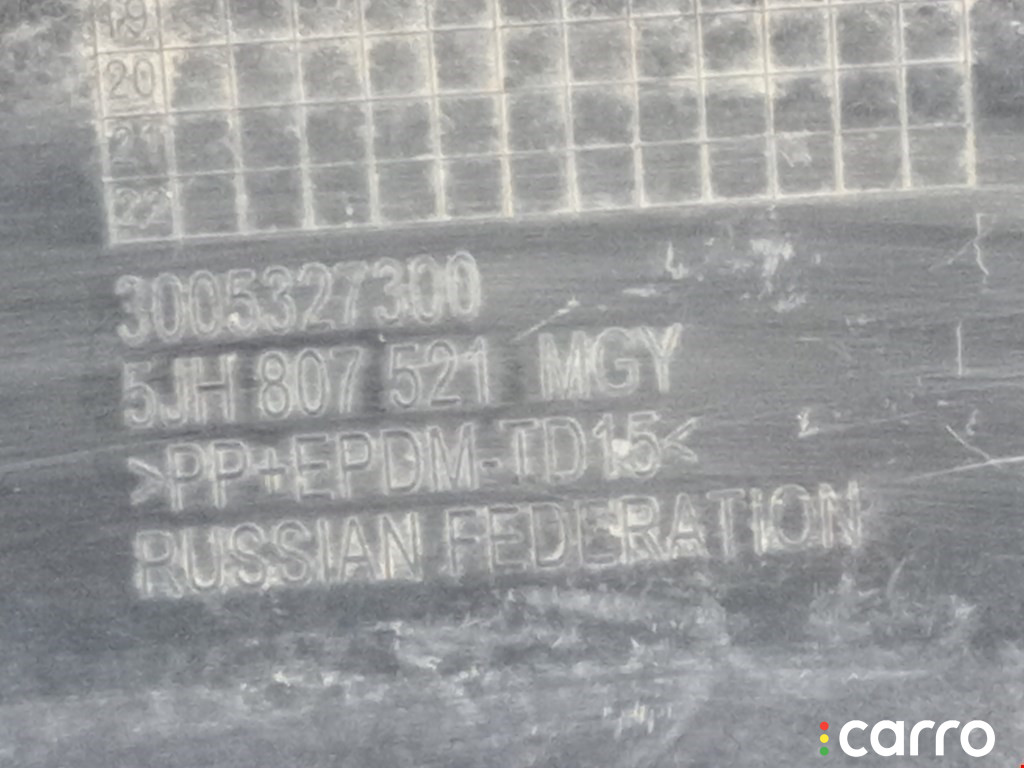 19
20
21
22
3005327300
5JH 807 521 MGY
>PP+EPDM-TD15<
RUSSIAN FEDERATION
carro